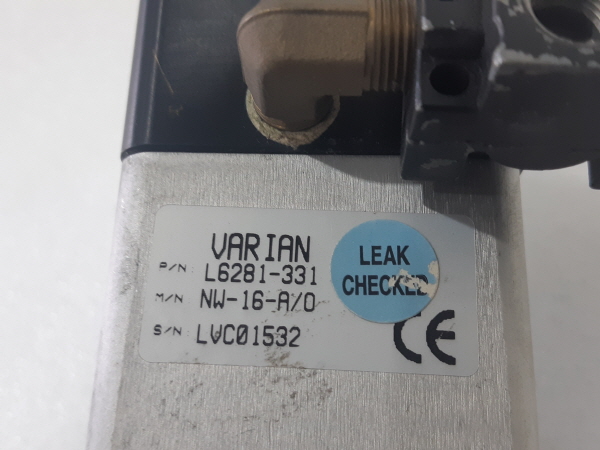 VARIAN
P/N: L6281-331
M/N: NW-16-A/O
S/N: LVC01532
LEAK
CHECKED
CE